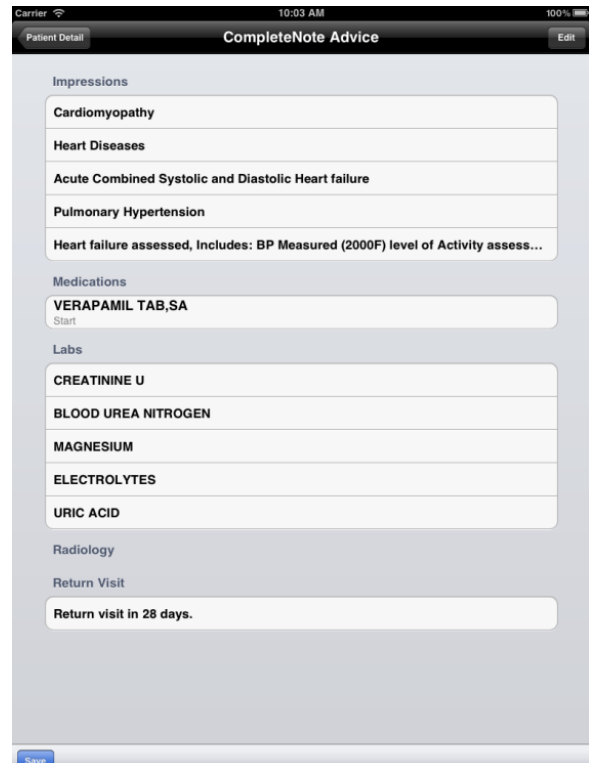 Carrier 10:03 AM 100%
Patient Detail CompleteNote Advice Edit
Impressions
Cardiomyopathy
Heart Diseases
Acute Combined Systolic and Diastolic Heart failure
Pulmonary Hypertension
Heart failure assessed, Includes: BP Measured (2000F) level of Activity assess...
Medications
VERAPAMIL TAB,SA
Start
Labs
CREATININE U
BLOOD UREA NITROGEN
MAGNESIUM
ELECTROLYTES
URIC ACID
Radiology
Return Visit
Return visit in 28 days.
Save